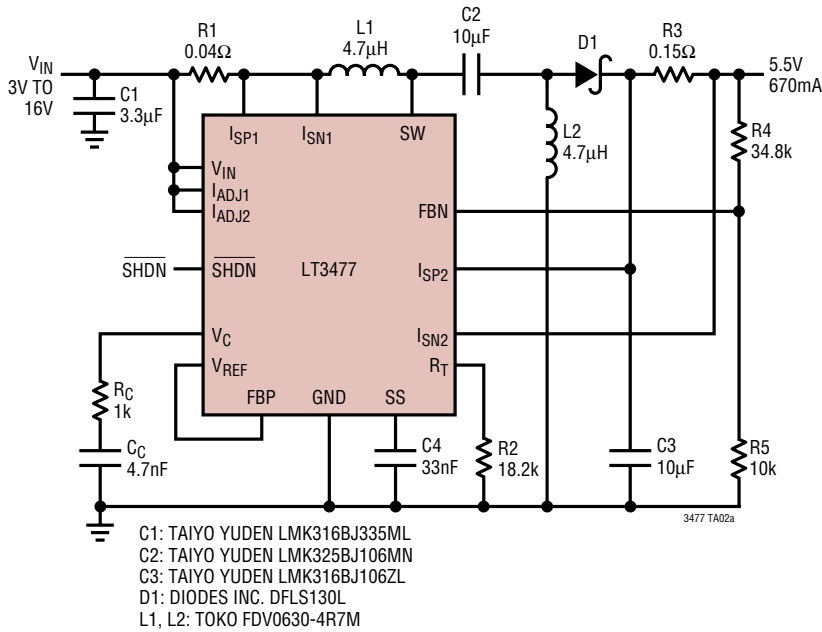 VIN
3V TO
16V
C1
3.3µF
R1
0.04Ω
L1
4.7µH
C2
10µF
D1
R3
0.15Ω
5.5V
670mA
L2
4.7µH
R4
34.8k
ISP1
ISN1
SW
VIN
IADJ1
IADJ2
FBN
SHDN
SHDN
LT3477
ISP2
VC
ISN2
VREF
RT
FBP
GND
SS
RC
1k
CC
4.7nF
C4
33nF
R2
18.2k
C3
10µF
R5
10k
3477 TA02a
C1: TAIYO YUDEN LMK316BJ335ML
C2: TAIYO YUDEN LMK325BJ106MN
C3: TAIYO YUDEN LMK316BJ106ZL
D1: DIODES INC. DFLS130L
L1, L2: TOKO FDV0630-4R7M